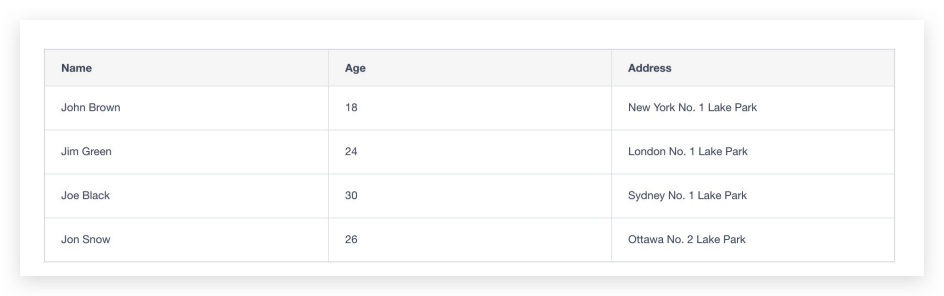 Name Age Address
John Brown 18 New York No. 1 Lake Park
Jim Green 24 London No. 1 Lake Park
Joe Black 30 Sydney No. 1 Lake Park
Jon Snow 26 Ottawa No. 2 Lake Park